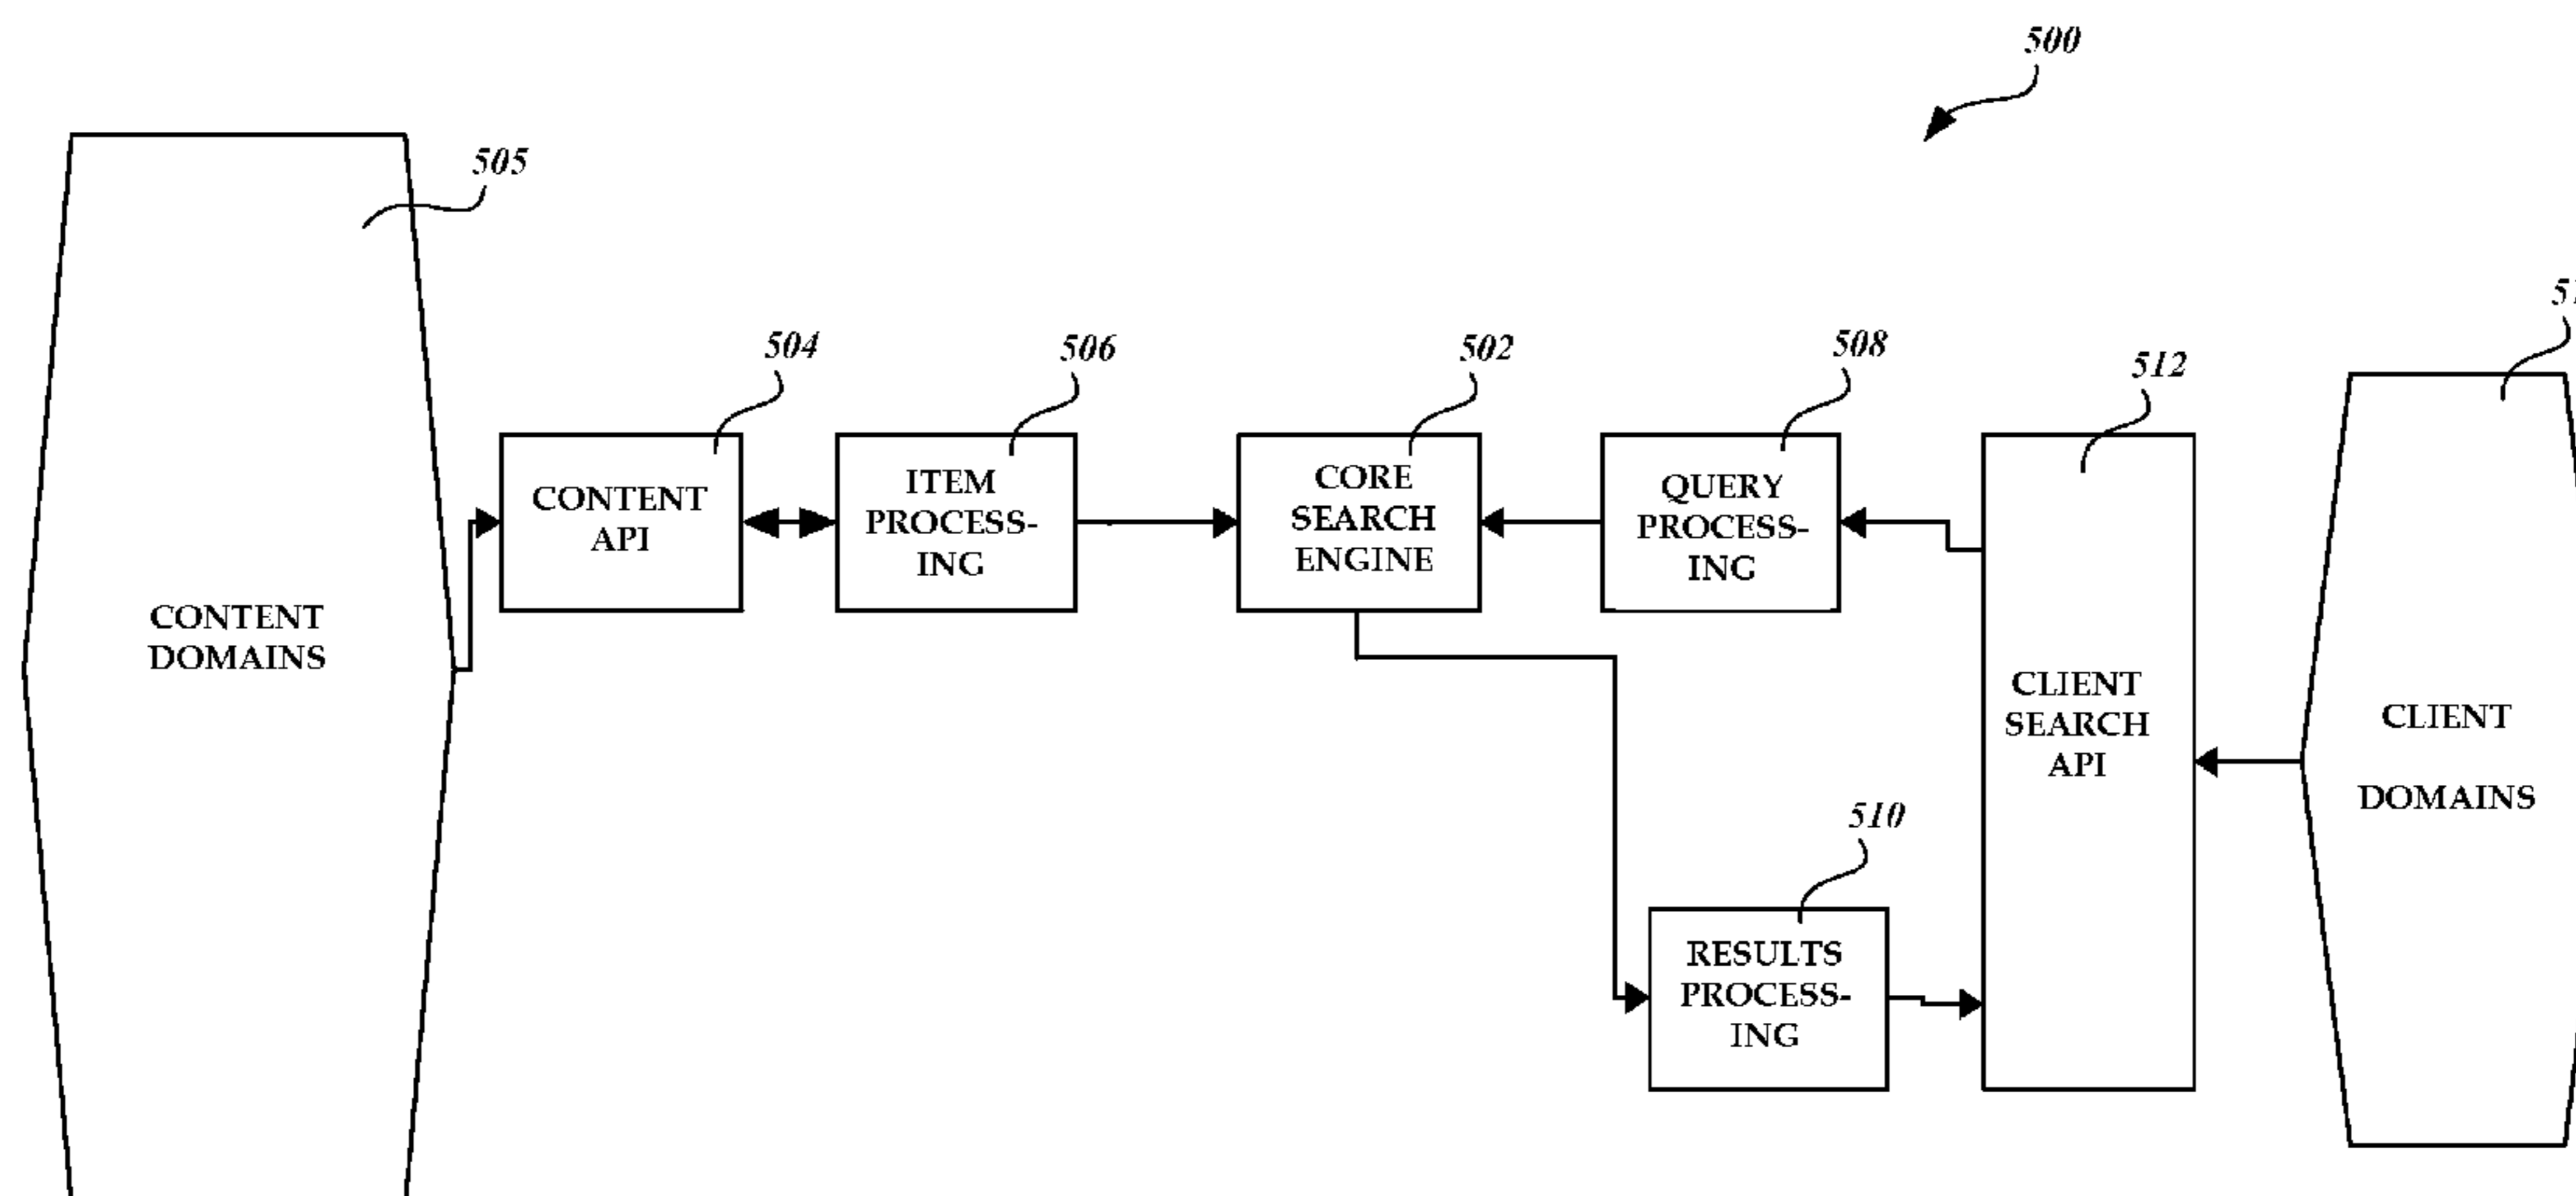 500
505
504
506
502
508
512
CONTENT
API
ITEM
PROCESS-
ING
CORE
SEARCH
ENGINE
QUERY
PROCESS-
ING
CONTENT
DOMAINS
CLIENT
SEARCH
API
CLIENT
DOMAINS
510
RESULTS
PROCESS-
ING